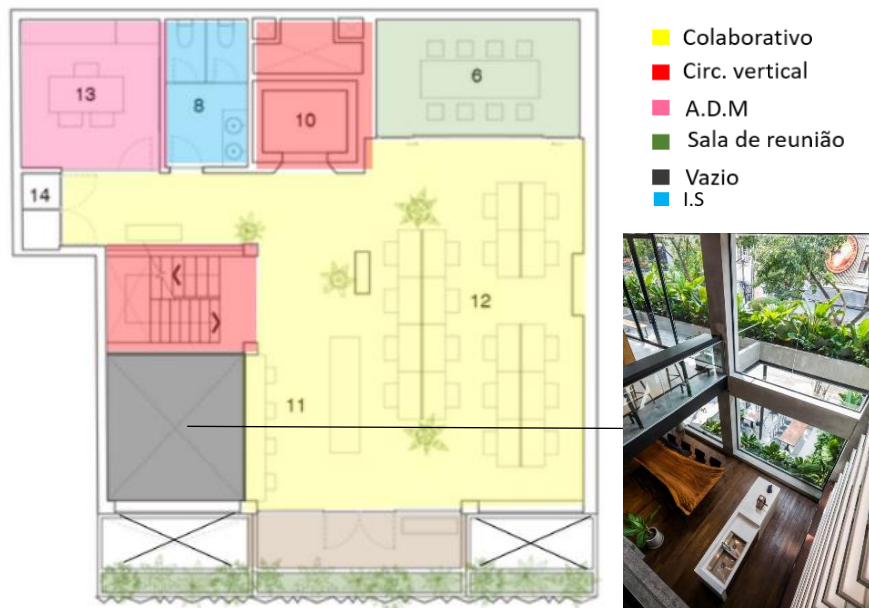 Colaborativo
Circ. vertical
A.D.M
Sala de reunião
Vazio
I.S
13
8
10
6
14
12
11